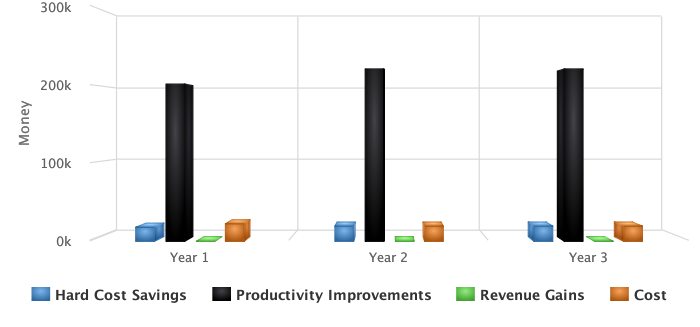 300k
200k
100k
0k
Money
Year 1
Year 2
Year 3
Hard Cost Savings
Productivity Improvements
Revenue Gains
Cost